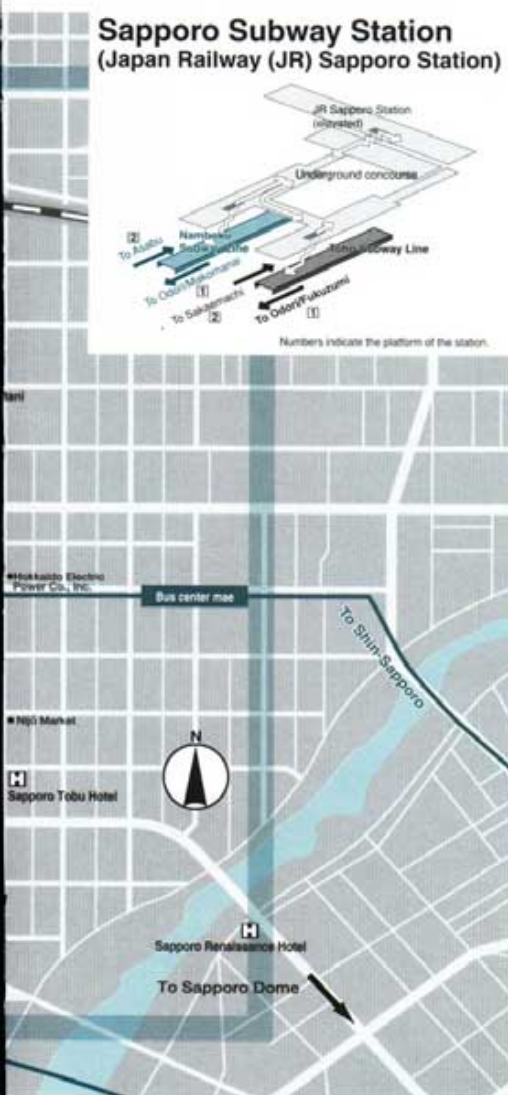 Sapporo Subway Station
(Japan Railway (JR) Sapporo Station)
JR Sapporo Station
(elevated)
Underground concourse
Namboku
Subway Line
Toho Subway Line
2
To Asabu
To Odori/Makomanai
1
To Sakaemachi
2
To Odori/Fukuzumi
1
Numbers indicate the platform of the station.
Hokkaido Electric
Power Co., Inc.
Bus center mae
To Shin-Sapporo
Nijō Market
N
H
Sapporo Tobu Hotel
H
Sapporo Renaissance Hotel
To Sapporo Dome